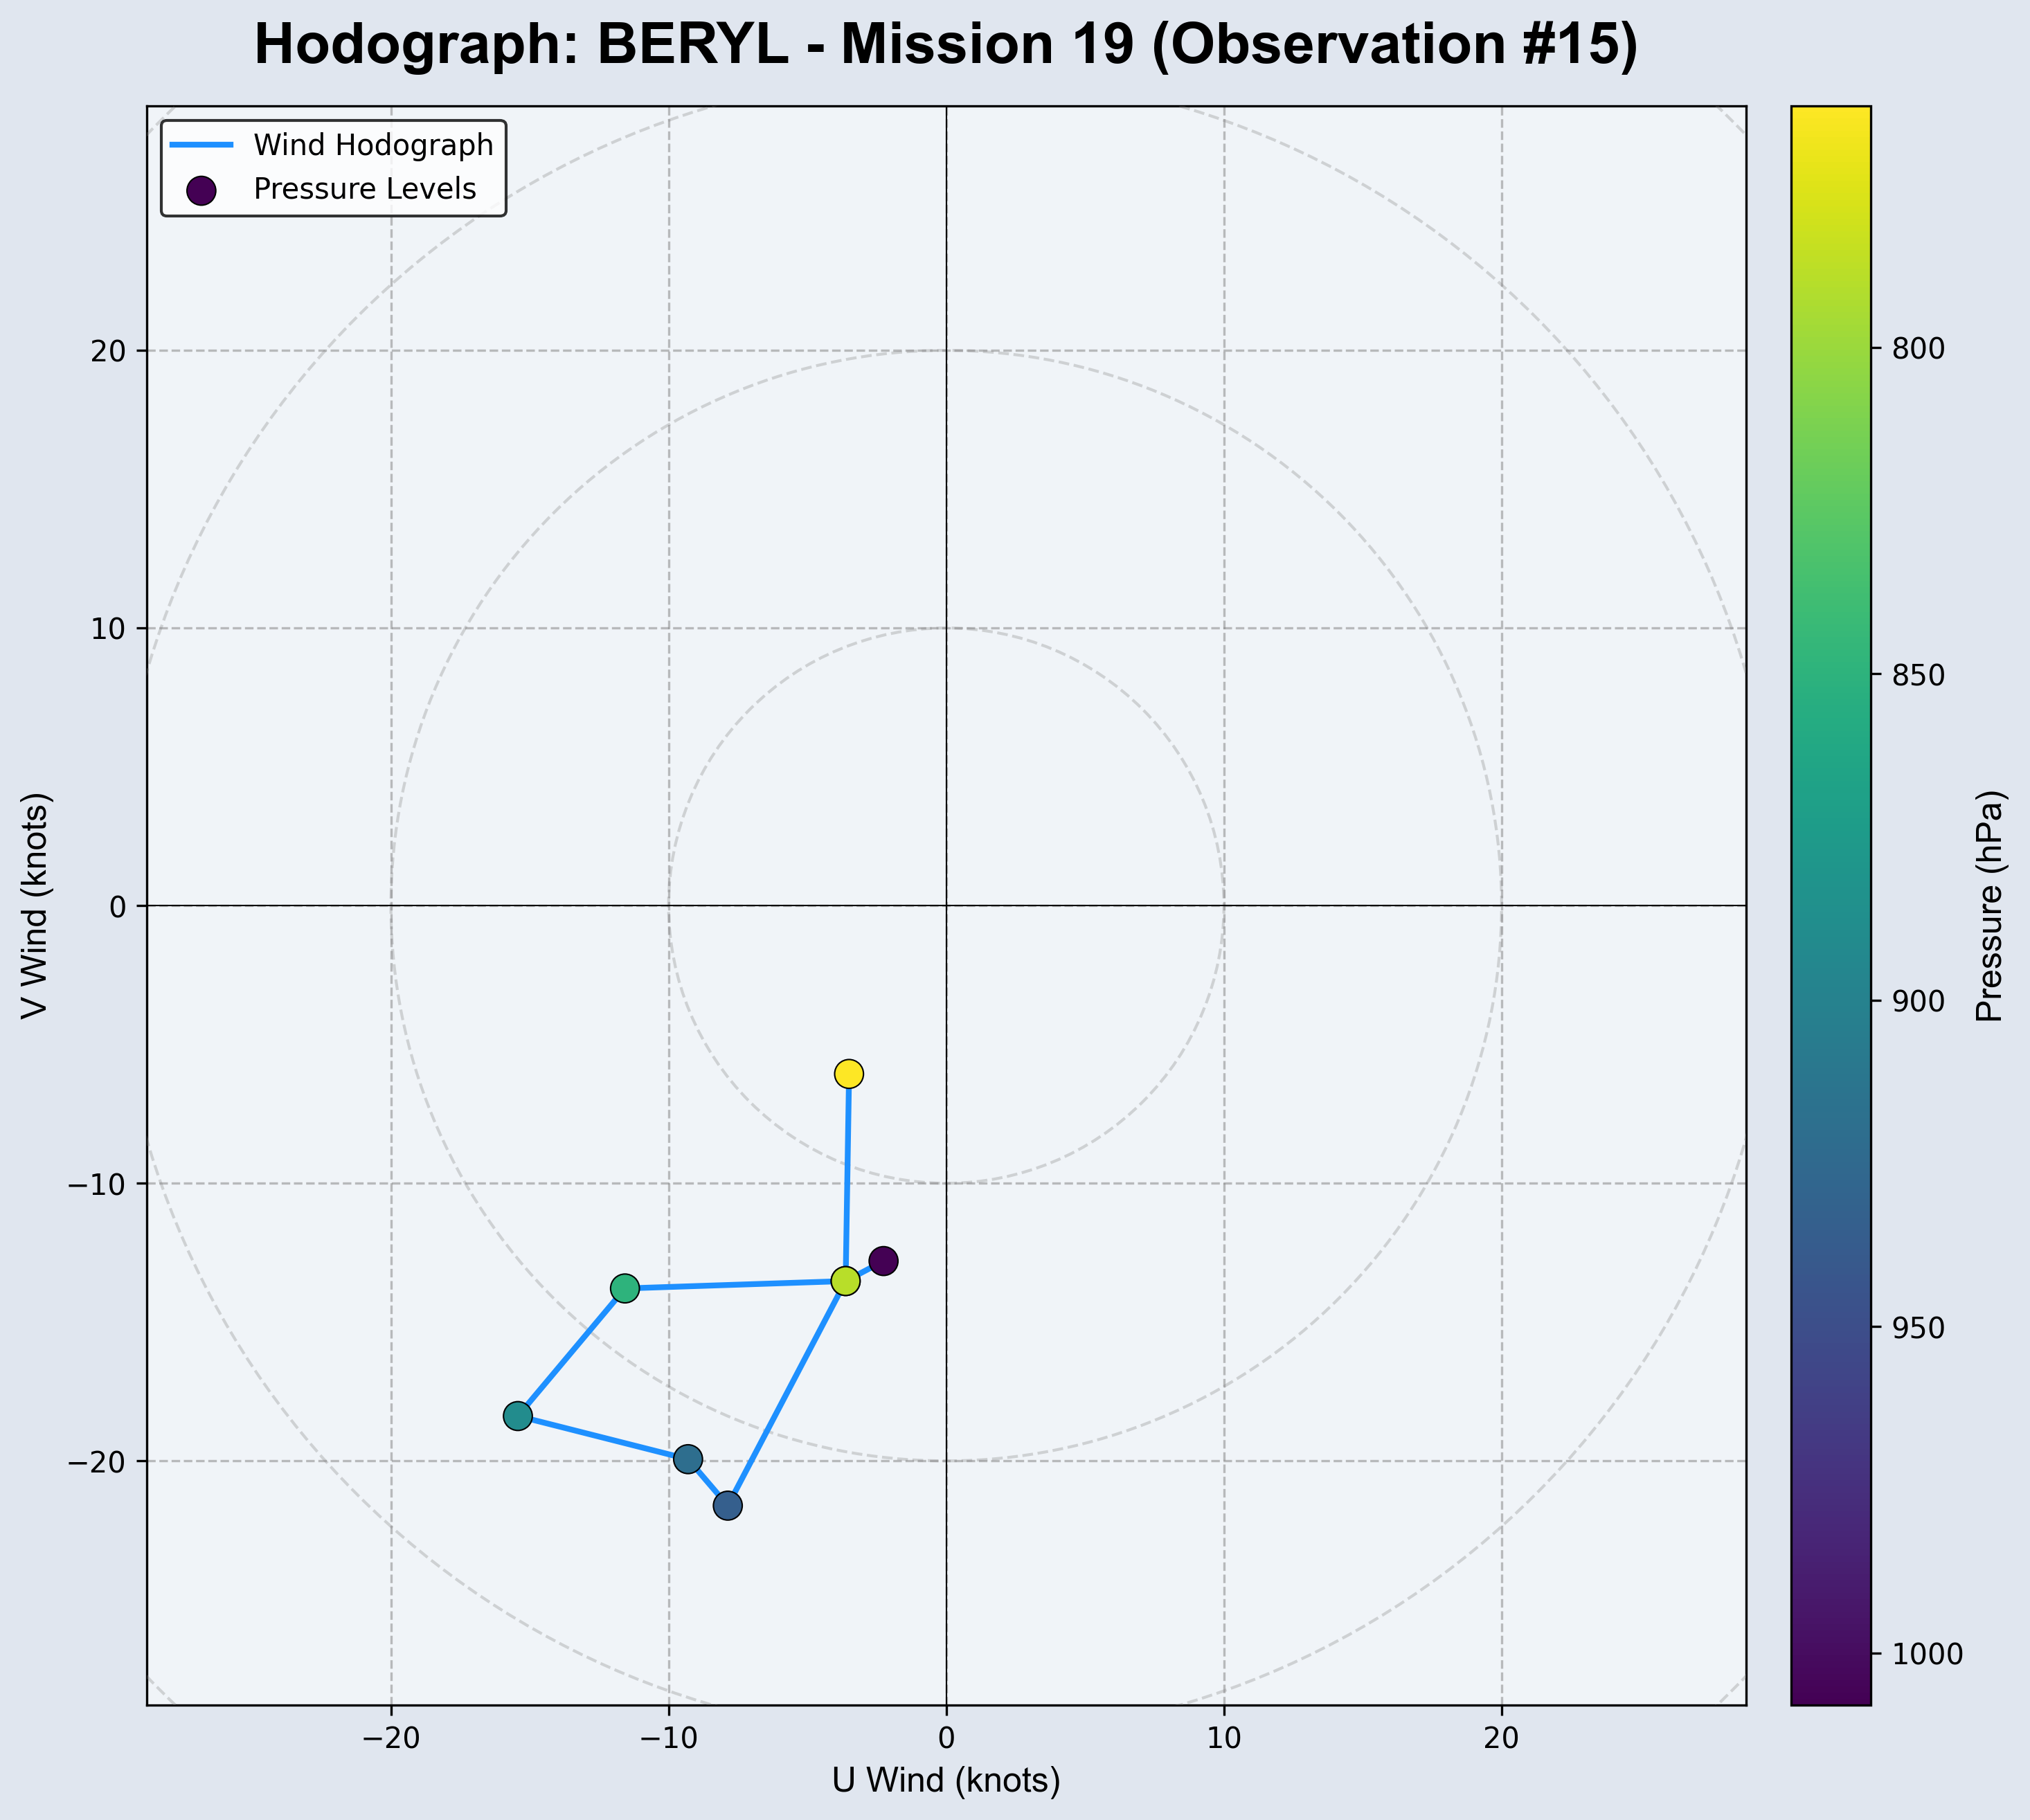 Hodograph: BERYL - Mission 19 (Observation #15)
Wind Hodograph
Pressure Levels
20
10
0
−10
−20
V Wind (knots)
−20
−10
0
10
20
U Wind (knots)
800
850
900
950
1000
Pressure (hPa)